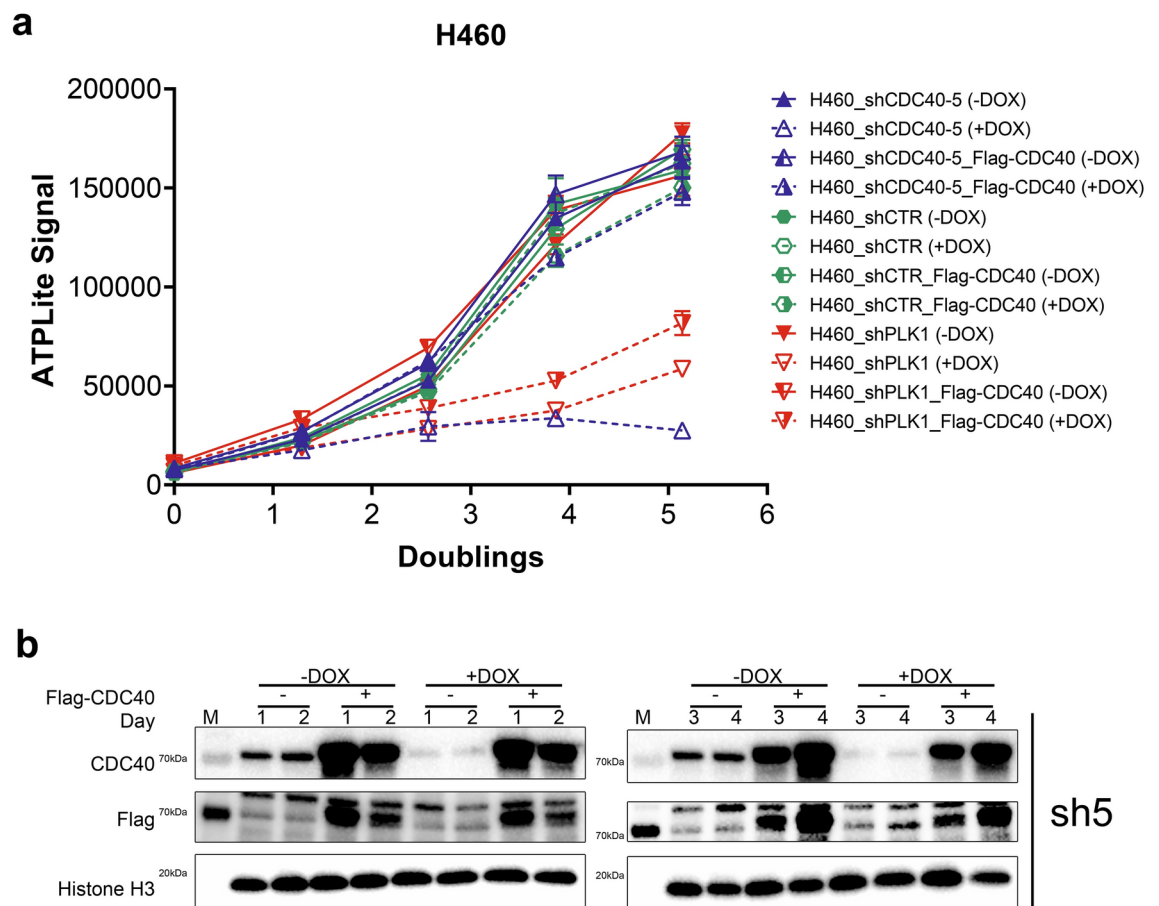 a
H460
200000
150000
100000
50000
0
0 1 2 3 4 5 6
ATPLite Signal
Doublings
H460_shCDC40-5 (-DOX)
H460_shCDC40-5 (+DOX)
H460_shCDC40-5_Flag-CDC40 (-DOX)
H460_shCDC40-5_Flag-CDC40 (+DOX)
H460_shCTR (-DOX)
H460_shCTR (+DOX)
H460_shCTR_Flag-CDC40 (-DOX)
H460_shCTR_Flag-CDC40 (+DOX)
H460_shPLK1 (-DOX)
H460_shPLK1 (+DOX)
H460_shPLK1_Flag-CDC40 (-DOX)
H460_shPLK1_Flag-CDC40 (+DOX)
b
-DOX +DOX -DOX +DOX
Flag-CDC40 - + - + - + - +
Day M 1 2 1 2 1 2 1 2 M 3 4 3 4 3 4 3 4
CDC40 70kDa 70kDa
Flag 70kDa 70kDa
Histone H3 20kDa 20kDa
sh5